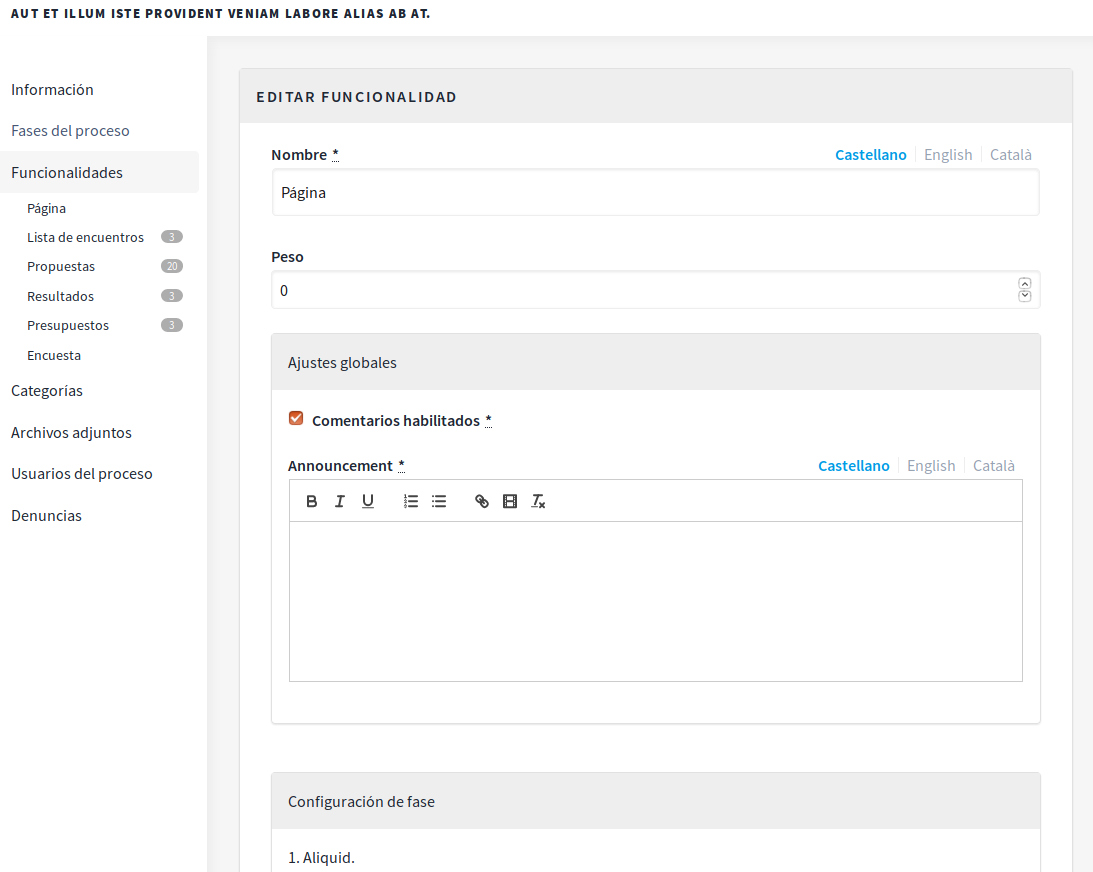 AUT ET ILLUM ISTE PROVIDENT VENIAM LABORE ALIAS AB AT.
Información
Fases del proceso
Funcionalidades
Página
Lista de encuentros 3
Propuestas 20
Resultados 3
Presupuestos 3
Encuesta
Categorías
Archivos adjuntos
Usuarios del proceso
Denuncias
EDITAR FUNCIONALIDAD
Nombre * Castellano English Català
Página
Peso
0
Ajustes globales
Comentarios habilitados *
Announcement * Castellano English Català
Configuración de fase
1. Aliquid.